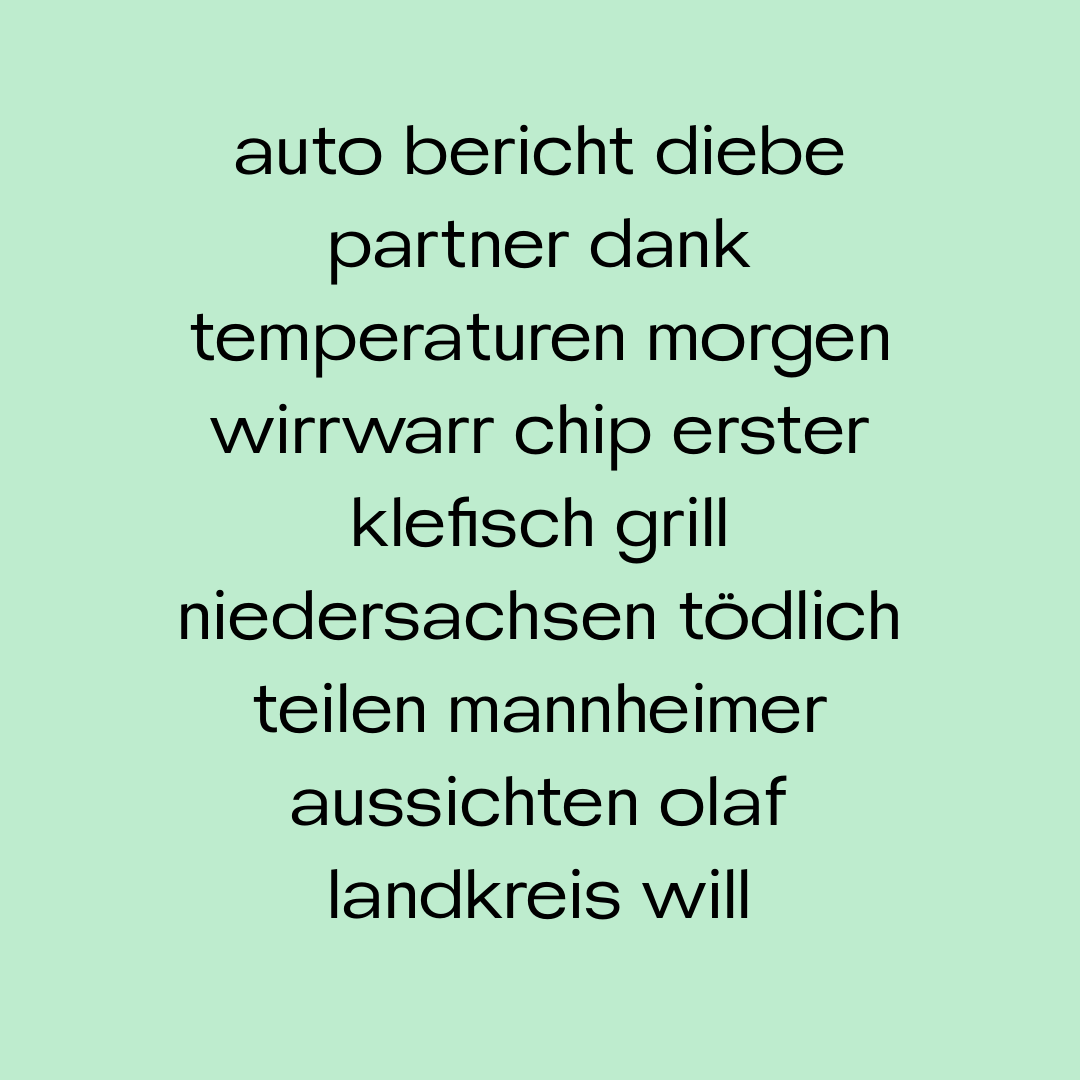 auto bericht diebe
partner dank
temperaturen morgen
wirrwarr chip erster
klefisch grill
niedersachsen tödlich
teilen mannheimer
aussichten olaf
landkreis will